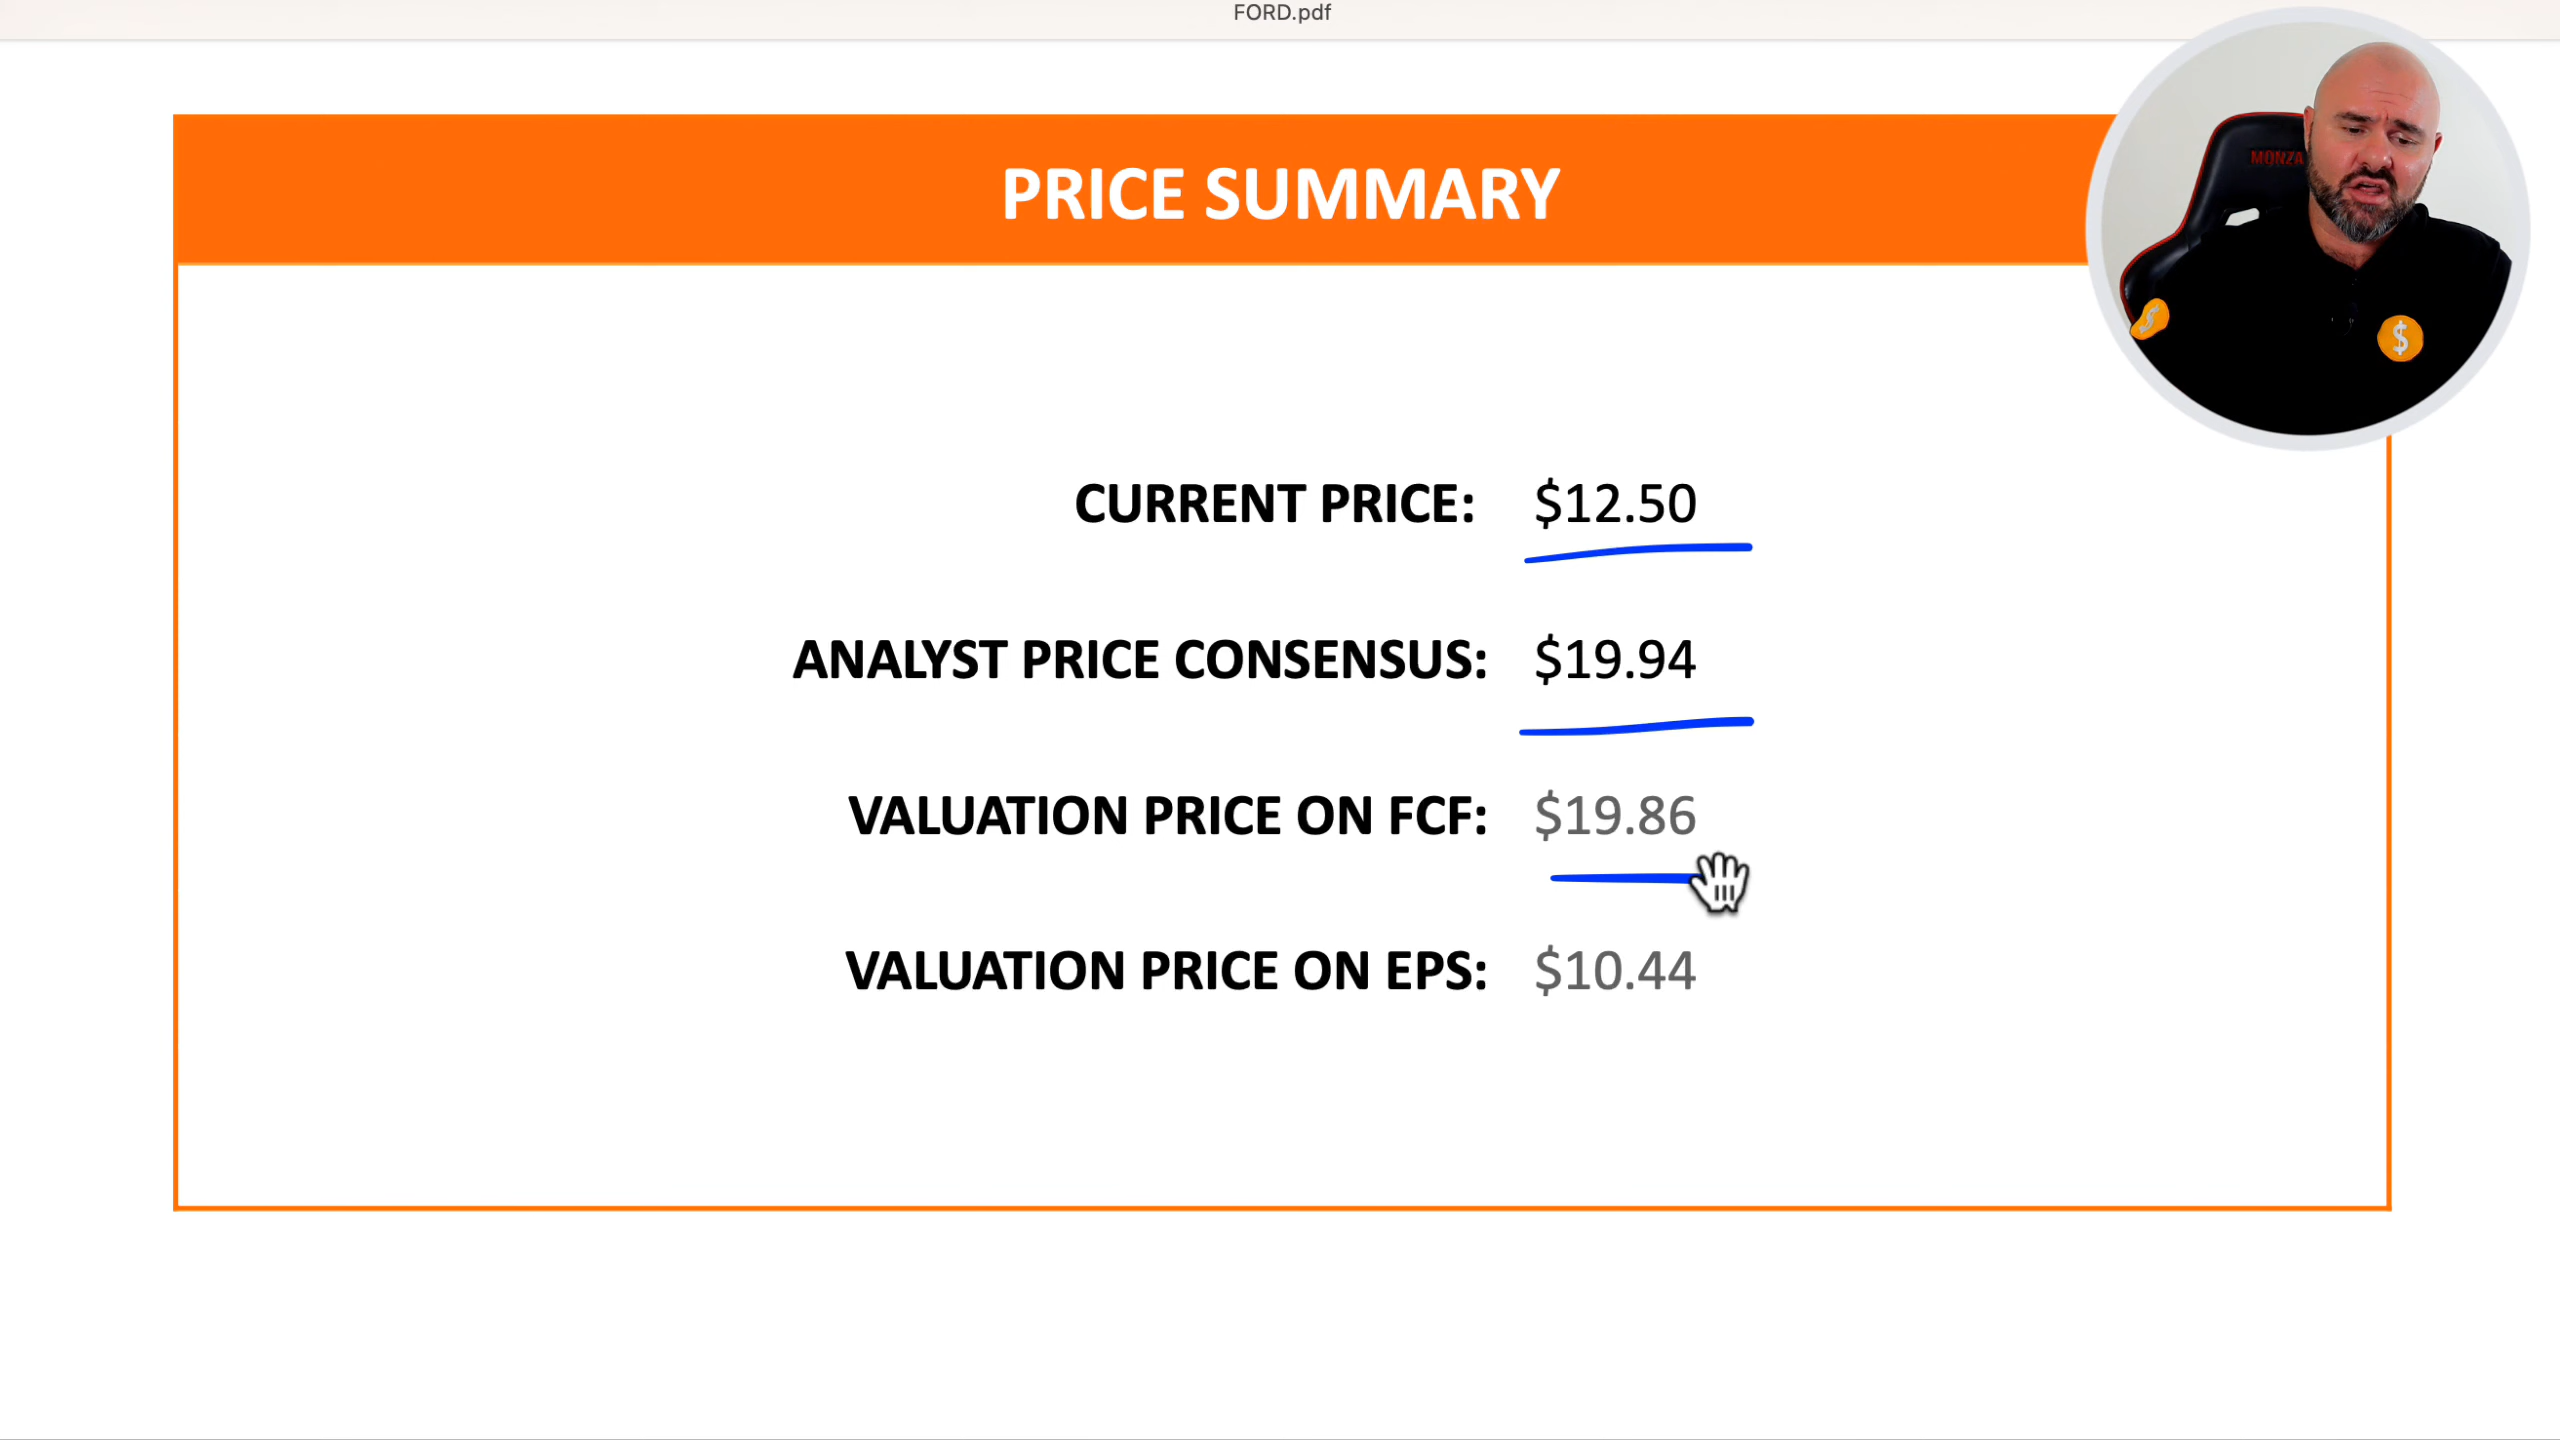 FORD.pdf
PRICE SUMMARY
MONZA
$
$
CURRENT PRICE: $12.50
ANALYST PRICE CONSENSUS: $19.94
VALUATION PRICE ON FCF: $19.86
VALUATION PRICE ON EPS: $10.44